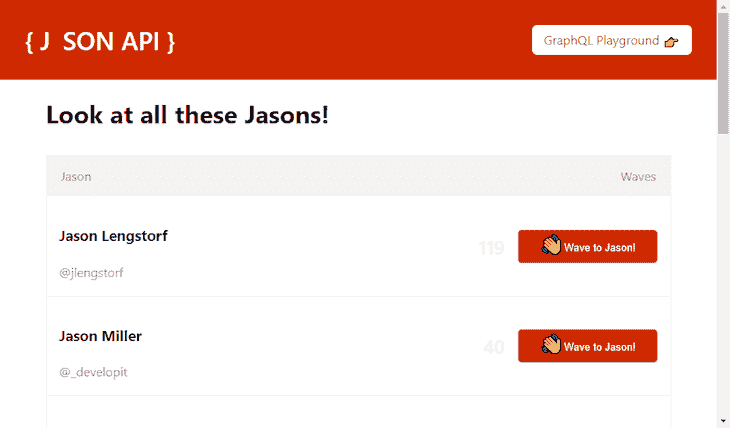 { J SON API }
GraphQL Playground 👉
Look at all these Jasons!
Jason Waves
Jason Lengstorf
119 👋 Wave to Jason!
@jlengstorf
Jason Miller
40 👋 Wave to Jason!
@_developit